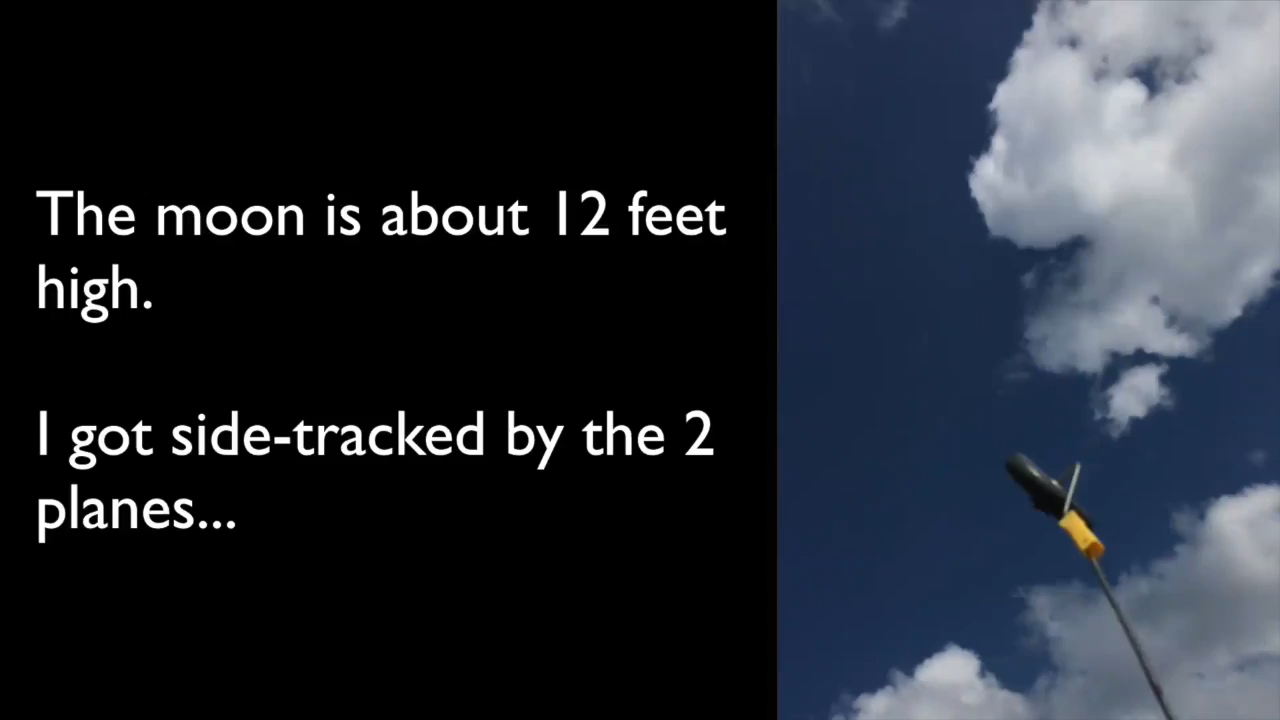 The moon is about 12 feet
high.
I got side-tracked by the 2
planes...